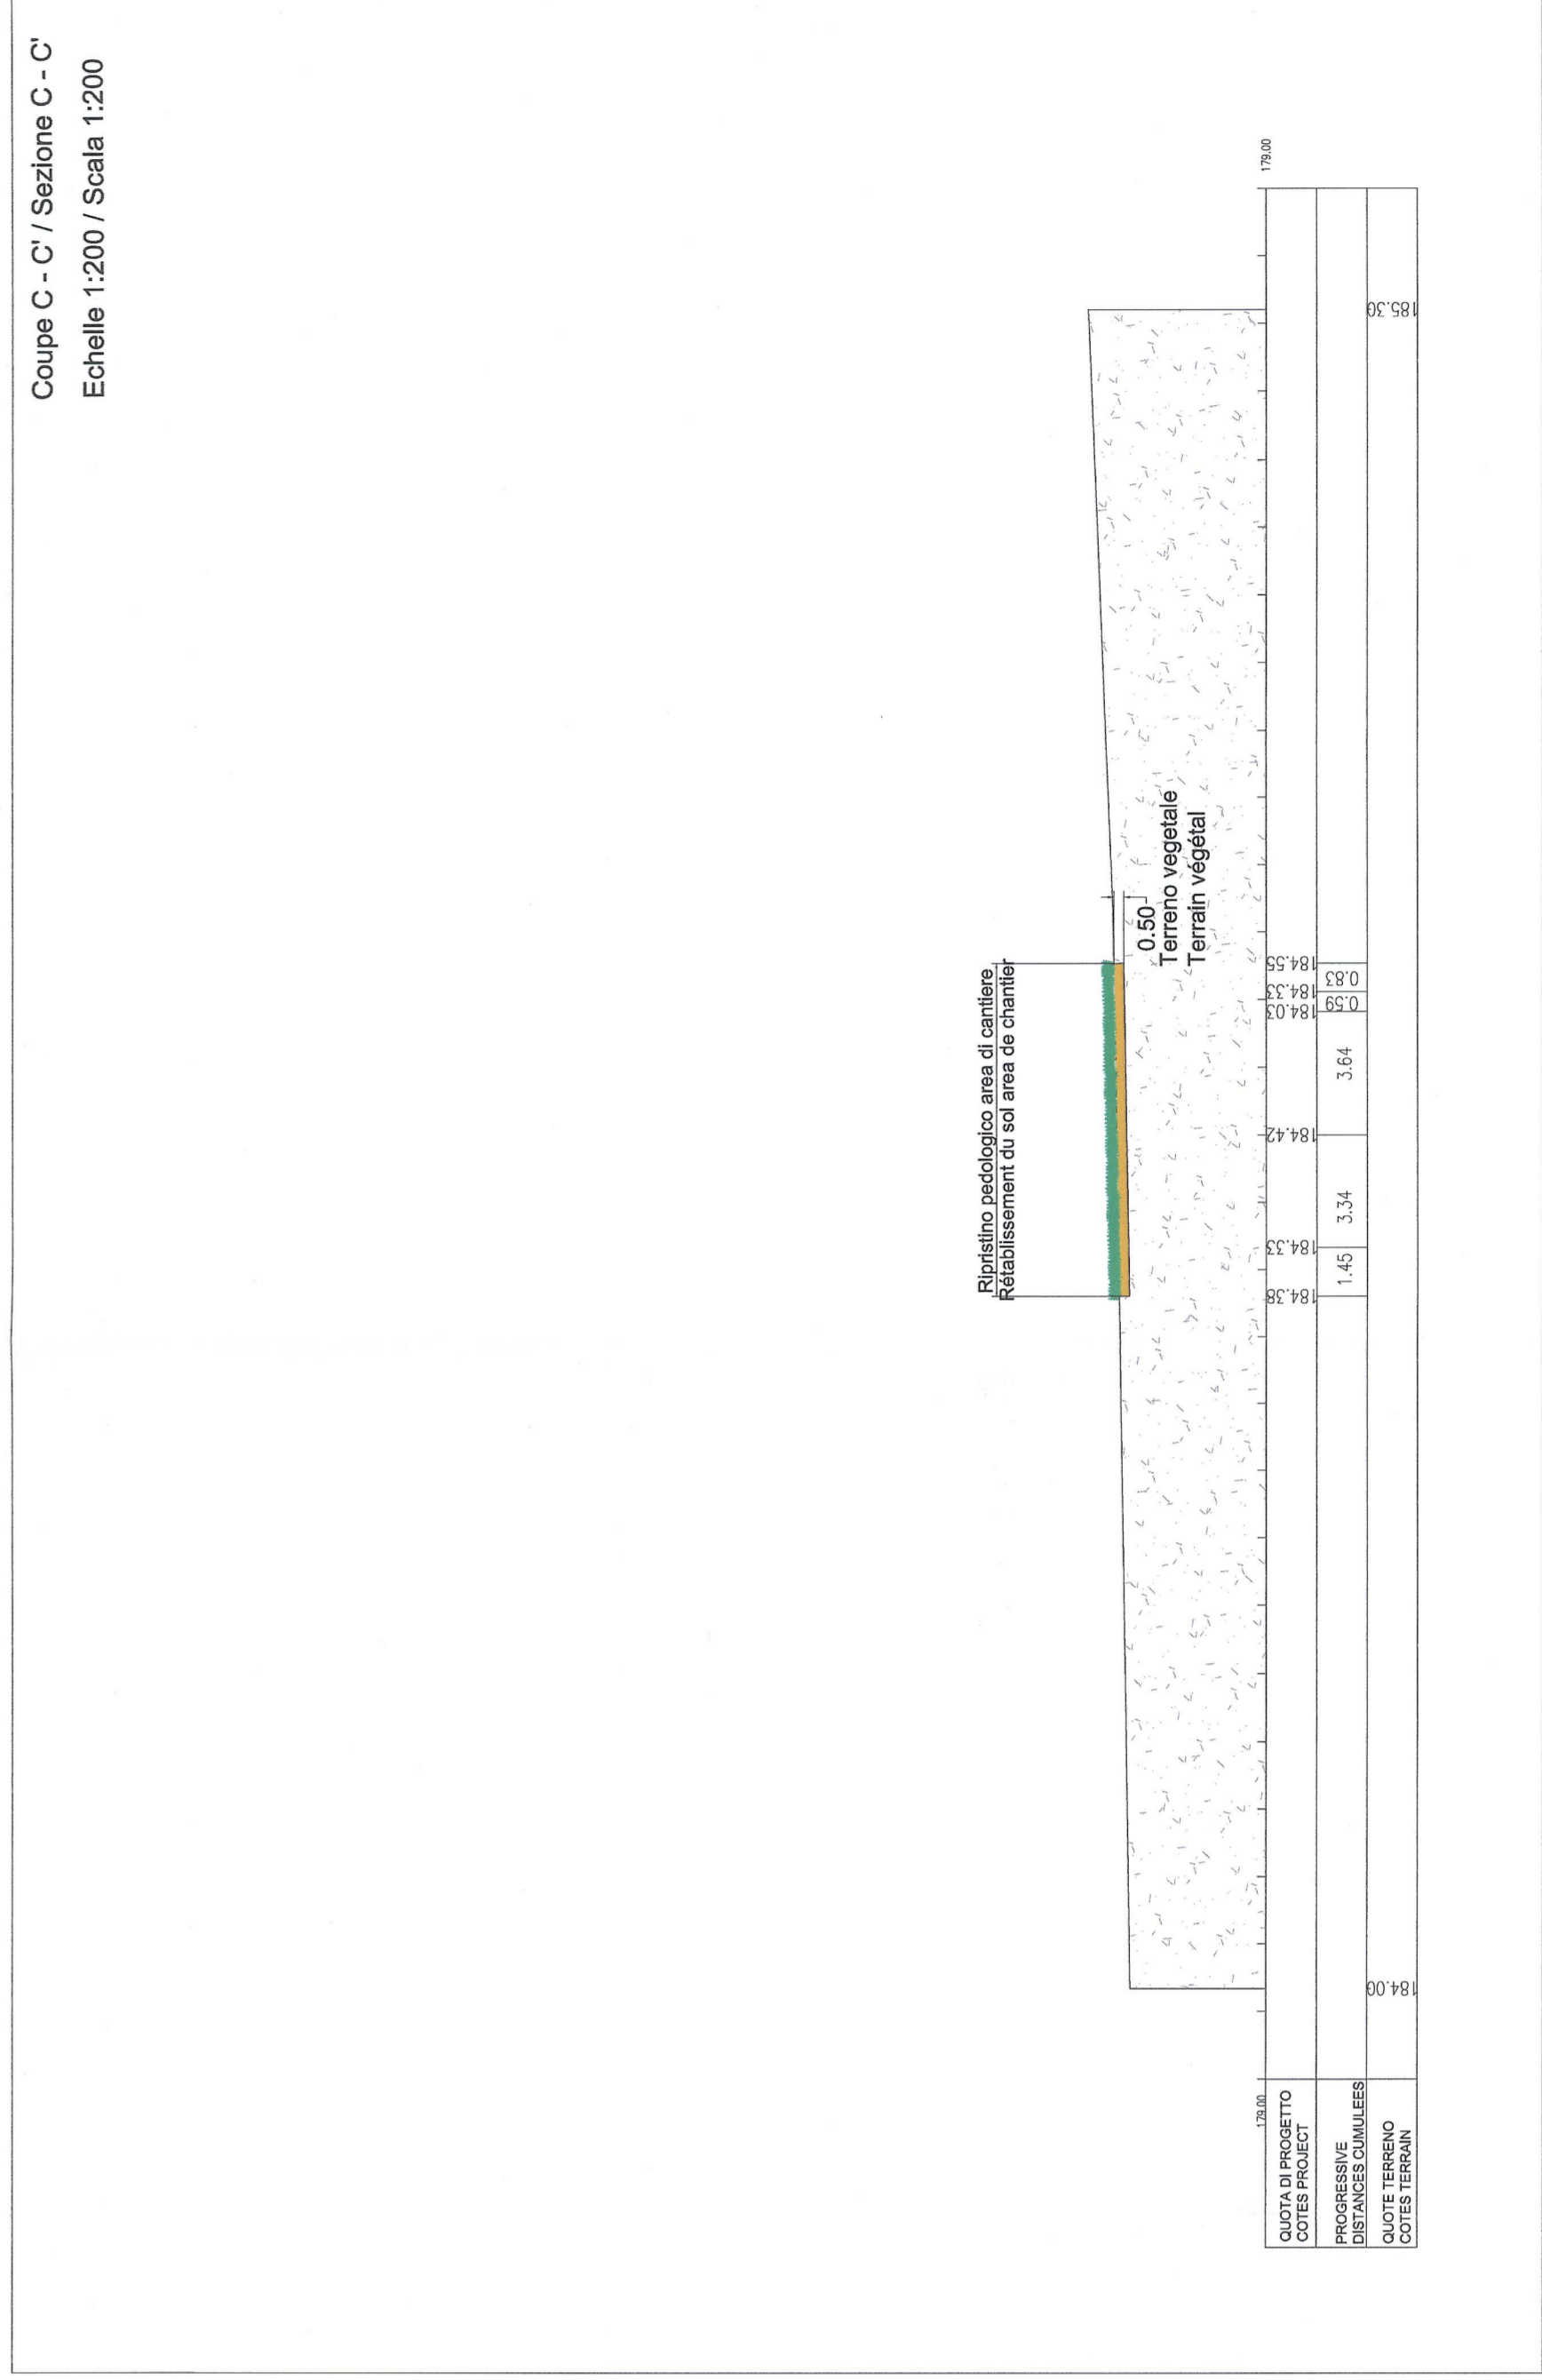 Coupe C - C' / Sezione C - C'
Echelle 1:200 / Scala 1:200
Ripristino pedologico area di cantiere
Rétablissement du sol area de chantier
0.50
Terreno vegetale
Terrain végétal
179.00
179.00
QUOTA DI PROGETTO
COTES PROJECT
184.38
184.33
184.42
184.03
184.33
184.55
PROGRESSIVE
DISTANCES CUMULEES
1.45
3.34
3.64
0.59
0.83
QUOTE TERRENO
COTES TERRAIN
184.00
185.30